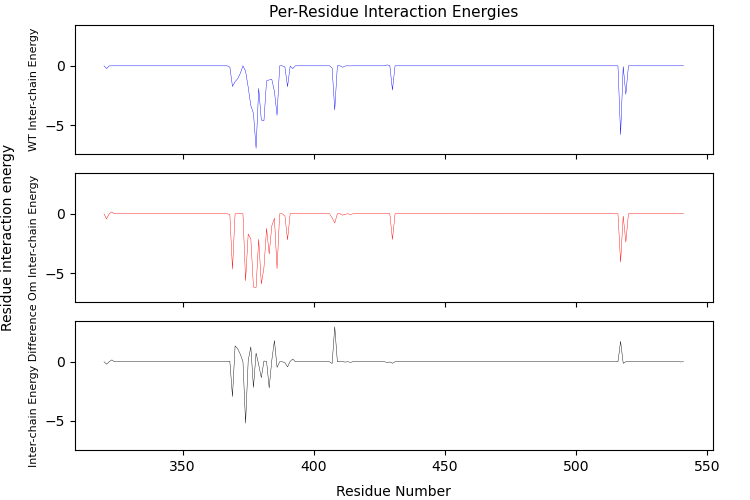 Per-Residue Interaction Energies
Residue interaction energy
WT Inter-chain Energy
0
−5
Om Inter-chain Energy
0
−5
Inter-chain Energy Difference
0
−5
350
400
450
500
550
Residue Number